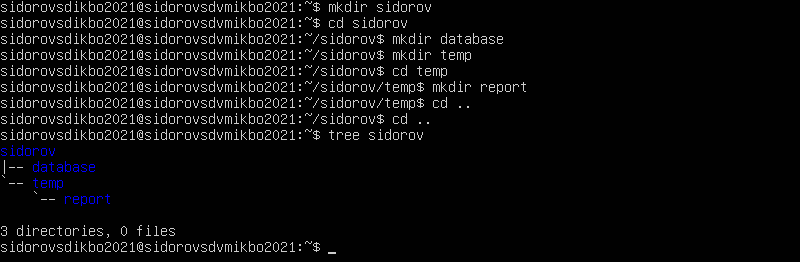 sidorovsdikbo2021@sidorovsdvmikbo2021:~$ mkdir sidorov
sidorovsdikbo2021@sidorovsdvmikbo2021:~$ cd sidorov
sidorovsdikbo2021@sidorovsdvmikbo2021:~/sidorov$ mkdir database
sidorovsdikbo2021@sidorovsdvmikbo2021:~/sidorov$ mkdir temp
sidorovsdikbo2021@sidorovsdvmikbo2021:~/sidorov$ cd temp
sidorovsdikbo2021@sidorovsdvmikbo2021:~/sidorov/temp$ mkdir report
sidorovsdikbo2021@sidorovsdvmikbo2021:~/sidorov/temp$ cd ..
sidorovsdikbo2021@sidorovsdvmikbo2021:~/sidorov$ cd ..
sidorovsdikbo2021@sidorovsdvmikbo2021:~$ tree sidorov
sidorov
|-- database
`-- temp
    `-- report
3 directories, 0 files
sidorovsdikbo2021@sidorovsdvmikbo2021:~$ _